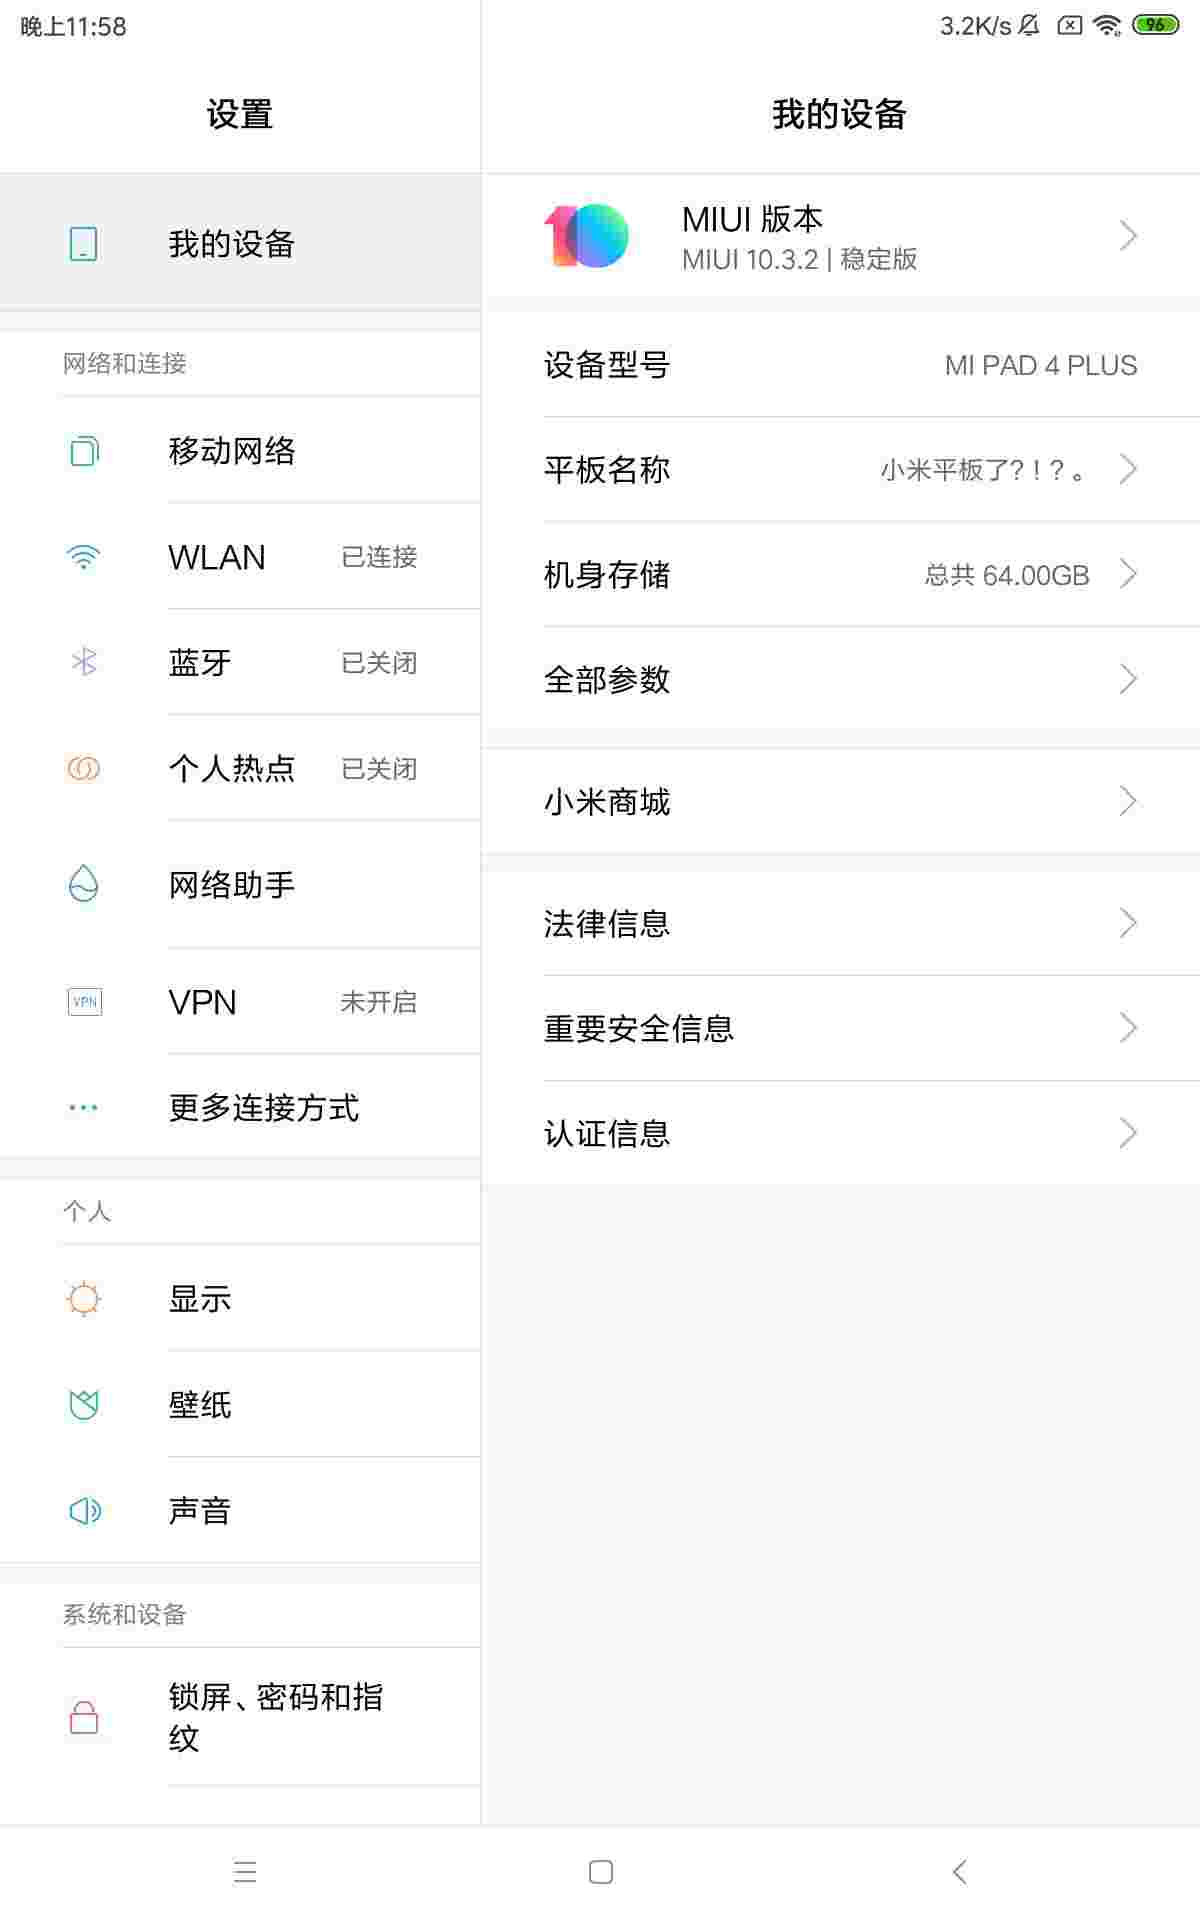 晚上11:58
3.2K/s
96
设置
我的设备
网络和连接
移动网络
WLAN 已连接
蓝牙 已关闭
个人热点 已关闭
网络助手
VPN VPN 未开启
更多连接方式
个人
显示
壁纸
声音
系统和设备
锁屏、密码和指
纹
我的设备
10
MIUI 版本
MIUI 10.3.2 | 稳定版
设备型号 MI PAD 4 PLUS
平板名称 小米平板了?！? 。
机身存储 总共 64.00GB
全部参数
小米商城
法律信息
重要安全信息
认证信息